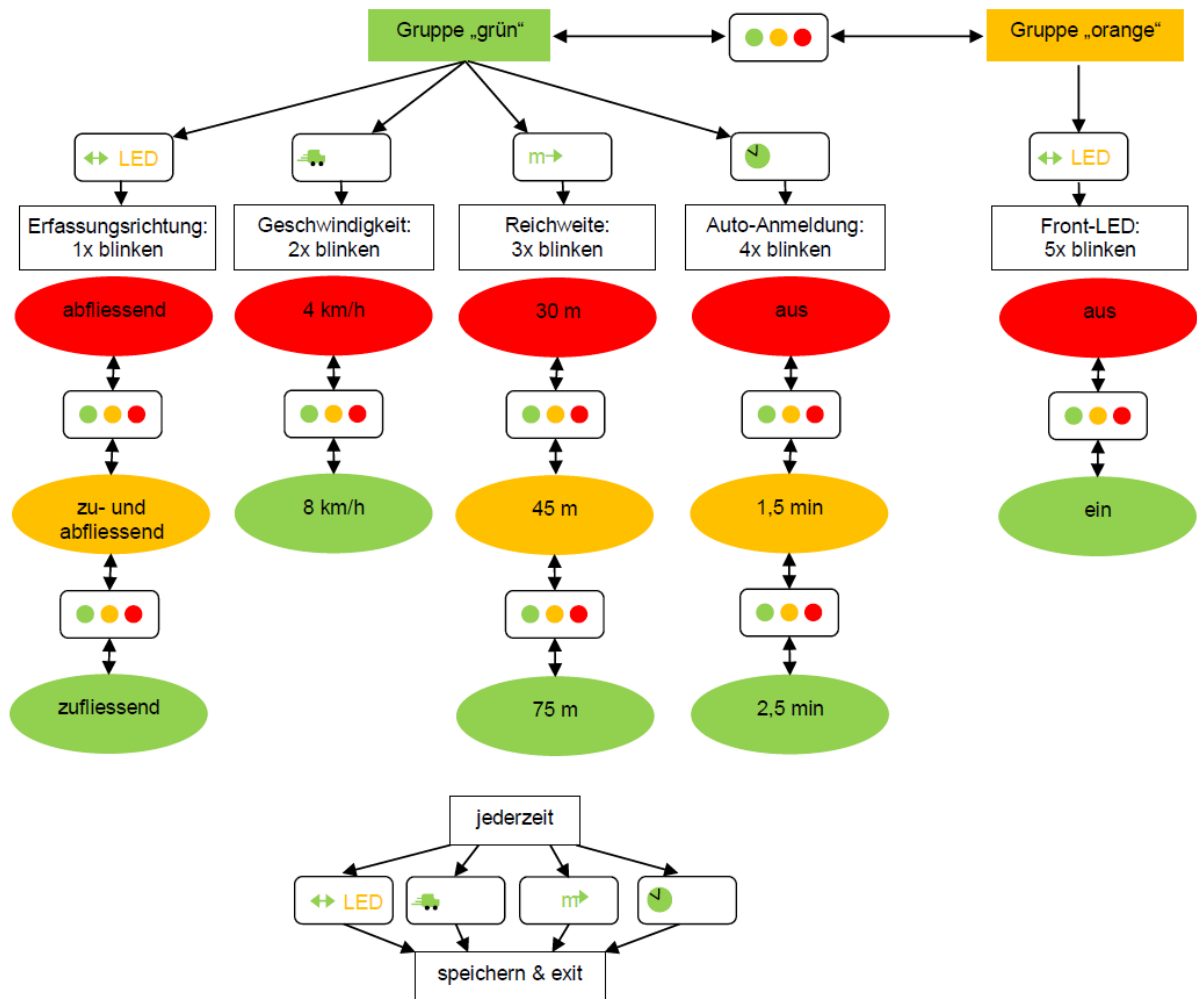 Gruppe „grün“
Gruppe „orange“
LED
m
LED
Erfassungsrichtung:
1x blinken
Geschwindigkeit:
2x blinken
Reichweite:
3x blinken
Auto-Anmeldung:
4x blinken
Front-LED:
5x blinken
abfliessend
4 km/h
30 m
aus
aus
zu- und
abfliessend
8 km/h
45 m
1,5 min
ein
zufliessend
75 m
2,5 min
jederzeit
LED
m
speichern & exit